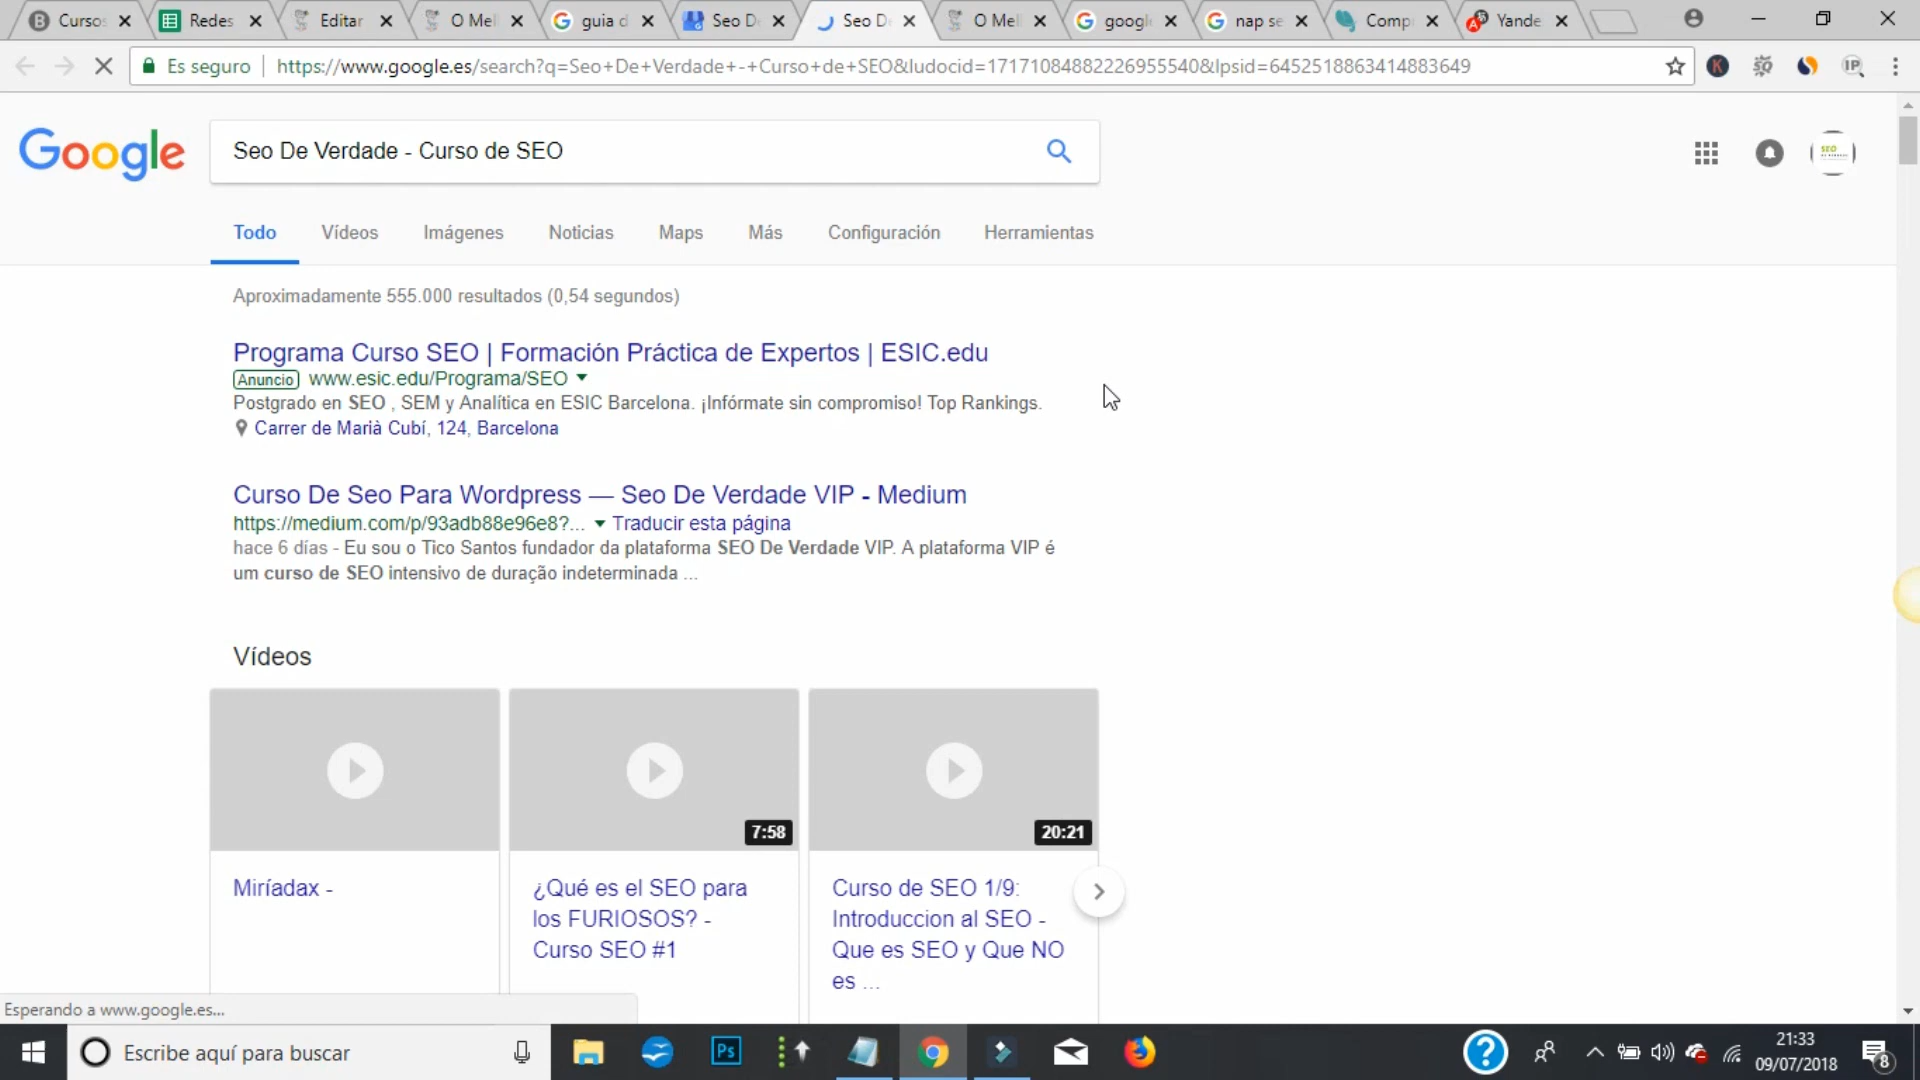 Cursos
Redes
Editar
O Mel
guia d
Seo D
Seo D
O Mel
googl
nap se
Comp
Yande
Es seguro
https://www.google.es/search?q=Seo+De+Verdade+-+Curso+de+SEO&ludocid=17171084882226955540&lpsid=6452518863414883649
Google
Seo De Verdade - Curso de SEO
SEO
Todo
Vídeos
Imágenes
Noticias
Maps
Más
Configuración
Herramientas
Aproximadamente 555.000 resultados (0,54 segundos)
Programa Curso SEO | Formación Práctica de Expertos | ESIC.edu
Anuncio www.esic.edu/Programa/SEO
Postgrado en SEO , SEM y Analítica en ESIC Barcelona. ¡Infórmate sin compromiso! Top Rankings.
Carrer de Marià Cubí, 124, Barcelona
Curso De Seo Para Wordpress — Seo De Verdade VIP - Medium
https://medium.com/p/93adb88e96e8?... Traducir esta página
hace 6 días - Eu sou o Tico Santos fundador da plataforma SEO De Verdade VIP. A plataforma VIP é
um curso de SEO intensivo de duração indeterminada ...
Vídeos
7:58
20:21
Miríadax -
¿Qué es el SEO para
los FURIOSOS? -
Curso SEO #1
Curso de SEO 1/9:
Introduccion al SEO -
Que es SEO y Que NO
es ...
Esperando a www.google.es...
Escribe aquí para buscar
Ps
21:33
09/07/2018
8